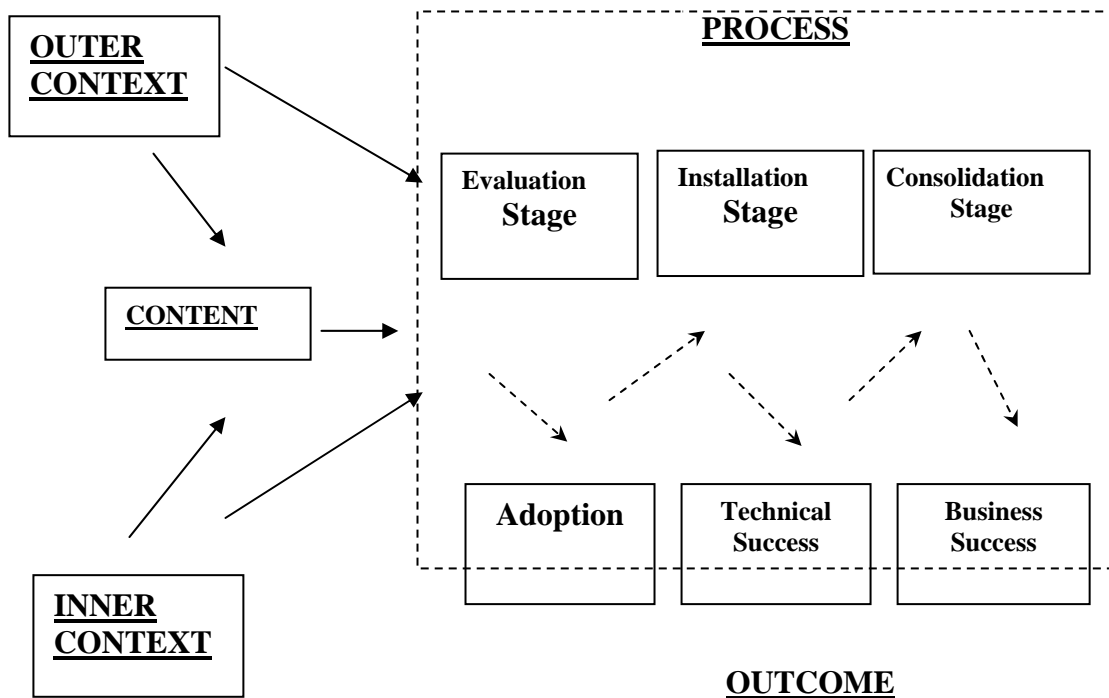 OUTER
CONTEXT
PROCESS
Evaluation
Stage
Installation
Stage
Consolidation
Stage
CONTENT
Adoption
Technical
Success
Business
Success
INNER
CONTEXT
OUTCOME